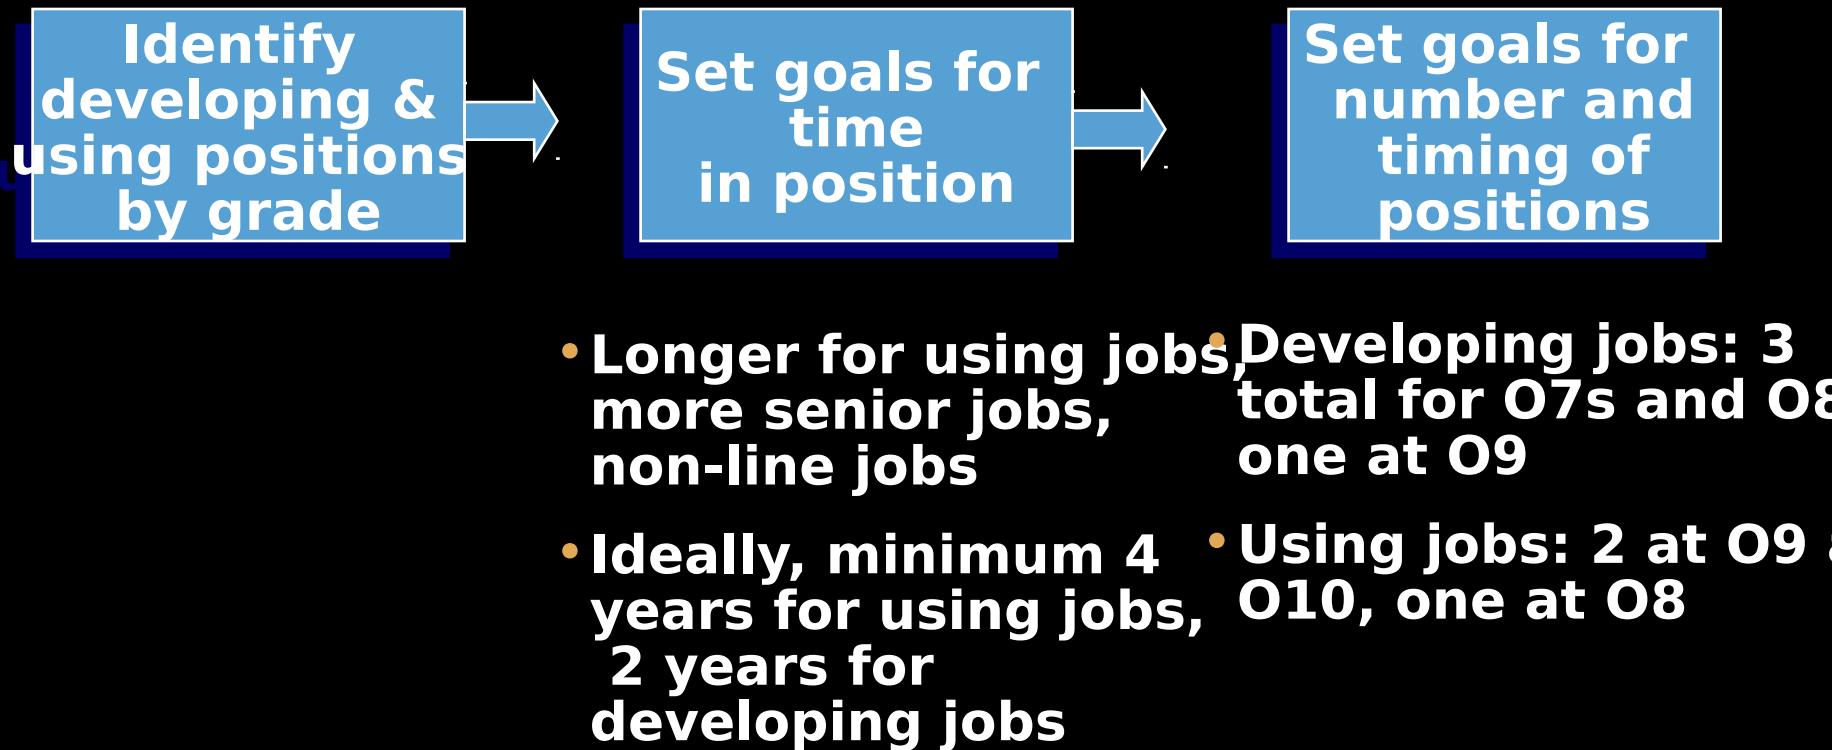 Identify
developing &
using positions
by grade
Set goals for
time
in position
Set goals for
number and
timing of
positions
• Longer for using jobs,
more senior jobs,
non-line jobs
• Ideally, minimum 4
years for using jobs,
2 years for
developing jobs
• Developing jobs: 3
total for O7s and O8
one at O9
• Using jobs: 2 at O9
O10, one at O8